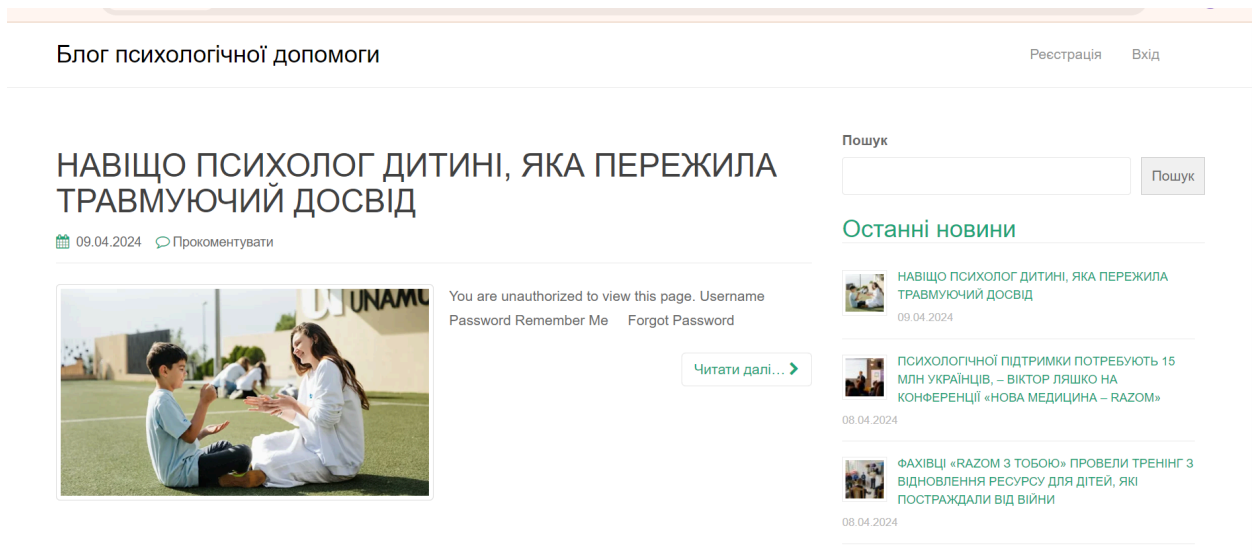 Блог психологічної допомоги
Реєстрація Вхід
НАВІЩО ПСИХОЛОГ ДИТИНІ, ЯКА ПЕРЕЖИЛА
ТРАВМУЮЧИЙ ДОСВІД
09.04.2024 Прокоментувати
UNAM
You are unauthorized to view this page. Username
Password Remember Me Forgot Password
Читати далі…
Пошук
Пошук
Останні новини
НАВІЩО ПСИХОЛОГ ДИТИНІ, ЯКА ПЕРЕЖИЛА
ТРАВМУЮЧИЙ ДОСВІД
09.04.2024
ПСИХОЛОГІЧНОЇ ПІДТРИМКИ ПОТРЕБУЮТЬ 15
МЛН УКРАЇНЦІВ, – ВІКТОР ЛЯШКО НА
КОНФЕРЕНЦІЇ «НОВА МЕДИЦИНА – RAZOM»
08.04.2024
ФАХІВЦІ «RAZOM З ТОБОЮ» ПРОВЕЛИ ТРЕНІНГ З
ВІДНОВЛЕННЯ РЕСУРСУ ДЛЯ ДІТЕЙ, ЯКІ
ПОСТРАЖДАЛИ ВІД ВІЙНИ
08.04.2024